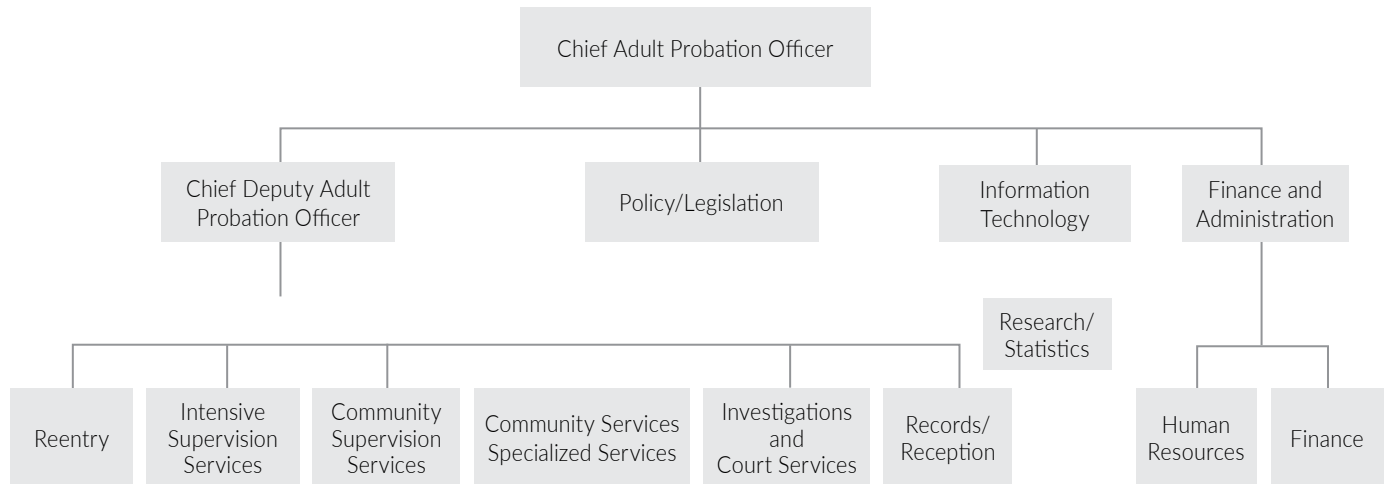 Chief Adult Probation Officer
Chief Deputy Adult
Probation Officer
Policy/Legislation
Information
Technology
Finance and
Administration
Research/
Statistics
Reentry
Intensive
Supervision
Services
Community
Supervision
Services
Community Services
Specialized Services
Investigations
and
Court Services
Records/
Reception
Human
Resources
Finance